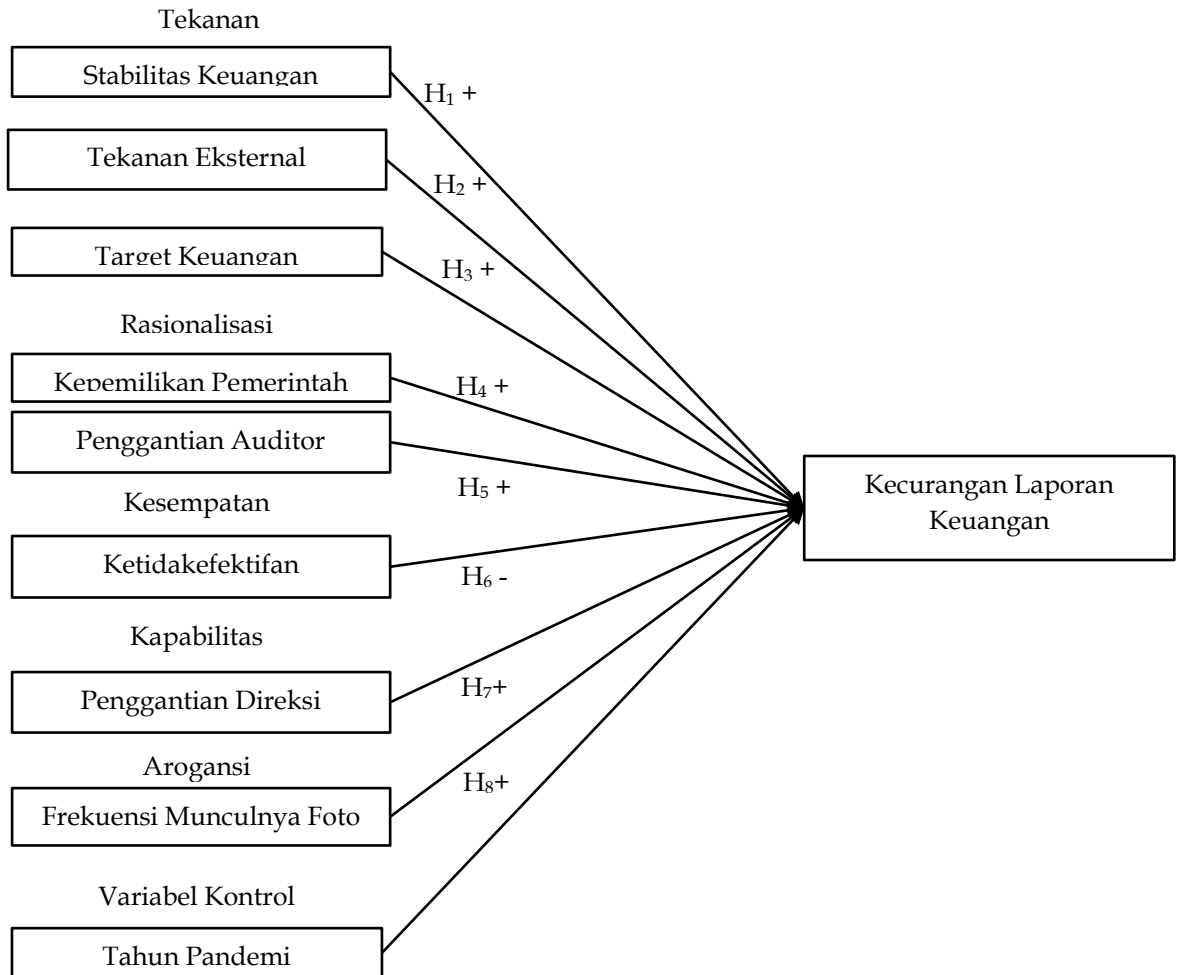 Tekanan
Stabilitas Keuangan
H₁ +
Tekanan Eksternal
H₂ +
Target Keuangan
H₃ +
Rasionalisasi
Kepemilikan Pemerintah
H₄ +
Penggantian Auditor
H₅ +
Kecurangan Laporan
Keuangan
Kesempatan
Ketidakefektifan
H₆ -
Kapabilitas
Penggantian Direksi
H₇+
Arogansi
H₈+
Frekuensi Munculnya Foto
Variabel Kontrol
Tahun Pandemi